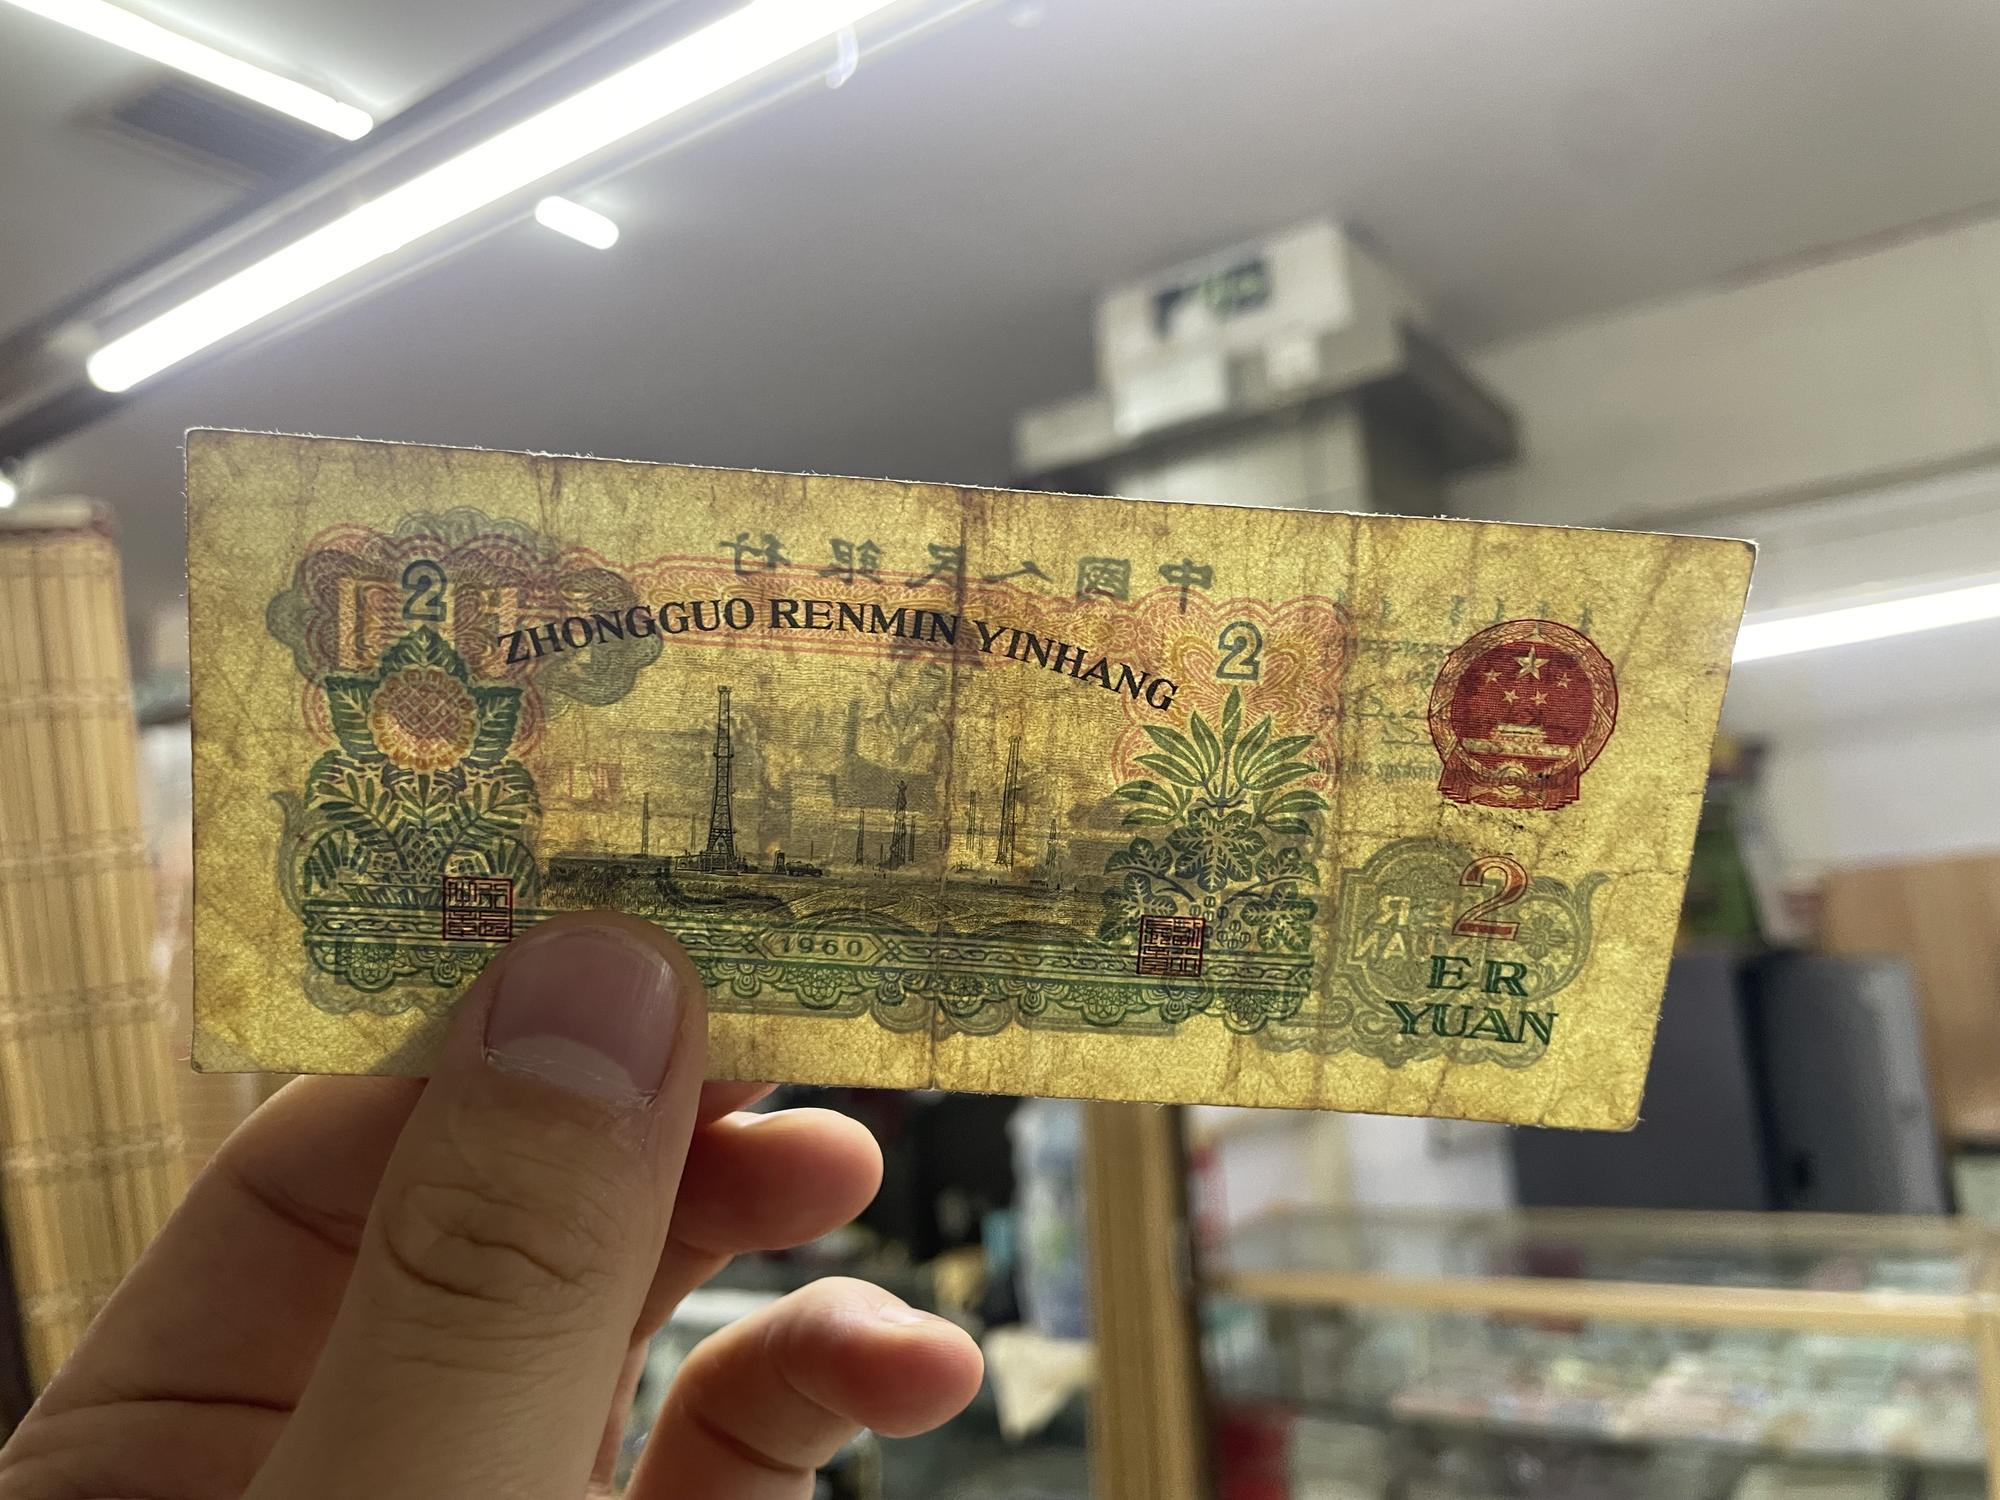 中國人民銀行
2
ZHONGGUO RENMIN YINHANG
2
1960
2
ER
YUAN